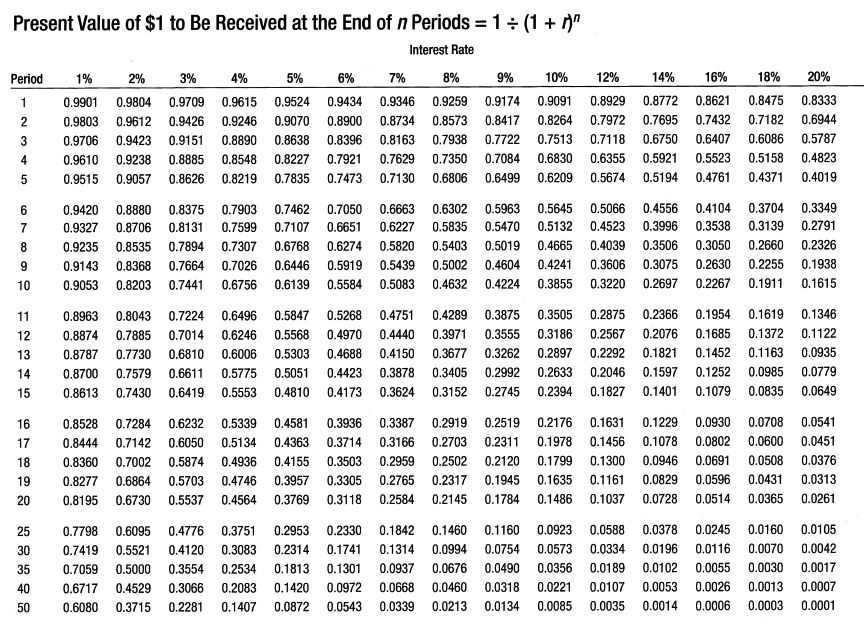 Present Value of $1 to Be Received at the End of n Periods = 1 ÷ (1 + r)ⁿ
Interest Rate
Period 1% 2% 3% 4% 5% 6% 7% 8% 9% 10% 12% 14% 16% 18% 20%
1 0.9901 0.9804 0.9709 0.9615 0.9524 0.9434 0.9346 0.9259 0.9174 0.9091 0.8929 0.8772 0.8621 0.8475 0.8333
2 0.9803 0.9612 0.9426 0.9246 0.9070 0.8900 0.8734 0.8573 0.8417 0.8264 0.7972 0.7695 0.7432 0.7182 0.6944
3 0.9706 0.9423 0.9151 0.8890 0.8638 0.8396 0.8163 0.7938 0.7722 0.7513 0.7118 0.6750 0.6407 0.6086 0.5787
4 0.9610 0.9238 0.8885 0.8548 0.8227 0.7921 0.7629 0.7350 0.7084 0.6830 0.6355 0.5921 0.5523 0.5158 0.4823
5 0.9515 0.9057 0.8626 0.8219 0.7835 0.7473 0.7130 0.6806 0.6499 0.6209 0.5674 0.5194 0.4761 0.4371 0.4019
6 0.9420 0.8880 0.8375 0.7903 0.7462 0.7050 0.6663 0.6302 0.5963 0.5645 0.5066 0.4556 0.4104 0.3704 0.3349
7 0.9327 0.8706 0.8131 0.7599 0.7107 0.6651 0.6227 0.5835 0.5470 0.5132 0.4523 0.3996 0.3538 0.3139 0.2791
8 0.9235 0.8535 0.7894 0.7307 0.6768 0.6274 0.5820 0.5403 0.5019 0.4665 0.4039 0.3506 0.3050 0.2660 0.2326
9 0.9143 0.8368 0.7664 0.7026 0.6446 0.5919 0.5439 0.5002 0.4604 0.4241 0.3606 0.3075 0.2630 0.2255 0.1938
10 0.9053 0.8203 0.7441 0.6756 0.6139 0.5584 0.5083 0.4632 0.4224 0.3855 0.3220 0.2697 0.2267 0.1911 0.1615
11 0.8963 0.8043 0.7224 0.6496 0.5847 0.5268 0.4751 0.4289 0.3875 0.3505 0.2875 0.2366 0.1954 0.1619 0.1346
12 0.8874 0.7885 0.7014 0.6246 0.5568 0.4970 0.4440 0.3971 0.3555 0.3186 0.2567 0.2076 0.1685 0.1372 0.1122
13 0.8787 0.7730 0.6810 0.6006 0.5303 0.4688 0.4150 0.3677 0.3262 0.2897 0.2292 0.1821 0.1452 0.1163 0.0935
14 0.8700 0.7579 0.6611 0.5775 0.5051 0.4423 0.3878 0.3405 0.2992 0.2633 0.2046 0.1597 0.1252 0.0985 0.0779
15 0.8613 0.7430 0.6419 0.5553 0.4810 0.4173 0.3624 0.3152 0.2745 0.2394 0.1827 0.1401 0.1079 0.0835 0.0649
16 0.8528 0.7284 0.6232 0.5339 0.4581 0.3936 0.3387 0.2919 0.2519 0.2176 0.1631 0.1229 0.0930 0.0708 0.0541
17 0.8444 0.7142 0.6050 0.5134 0.4363 0.3714 0.3166 0.2703 0.2311 0.1978 0.1456 0.1078 0.0802 0.0600 0.0451
18 0.8360 0.7002 0.5874 0.4936 0.4155 0.3503 0.2959 0.2502 0.2120 0.1799 0.1300 0.0946 0.0691 0.0508 0.0376
19 0.8277 0.6864 0.5703 0.4746 0.3957 0.3305 0.2765 0.2317 0.1945 0.1635 0.1161 0.0829 0.0596 0.0431 0.0313
20 0.8195 0.6730 0.5537 0.4564 0.3769 0.3118 0.2584 0.2145 0.1784 0.1486 0.1037 0.0728 0.0514 0.0365 0.0261
25 0.7798 0.6095 0.4776 0.3751 0.2953 0.2330 0.1842 0.1460 0.1160 0.0923 0.0588 0.0378 0.0245 0.0160 0.0105
30 0.7419 0.5521 0.4120 0.3083 0.2314 0.1741 0.1314 0.0994 0.0754 0.0573 0.0334 0.0196 0.0116 0.0070 0.0042
35 0.7059 0.5000 0.3554 0.2534 0.1813 0.1301 0.0937 0.0676 0.0490 0.0356 0.0189 0.0102 0.0055 0.0030 0.0017
40 0.6717 0.4529 0.3066 0.2083 0.1420 0.0972 0.0668 0.0460 0.0318 0.0221 0.0107 0.0053 0.0026 0.0013 0.0007
50 0.6080 0.3715 0.2281 0.1407 0.0872 0.0543 0.0339 0.0213 0.0134 0.0085 0.0035 0.0014 0.0006 0.0003 0.0001